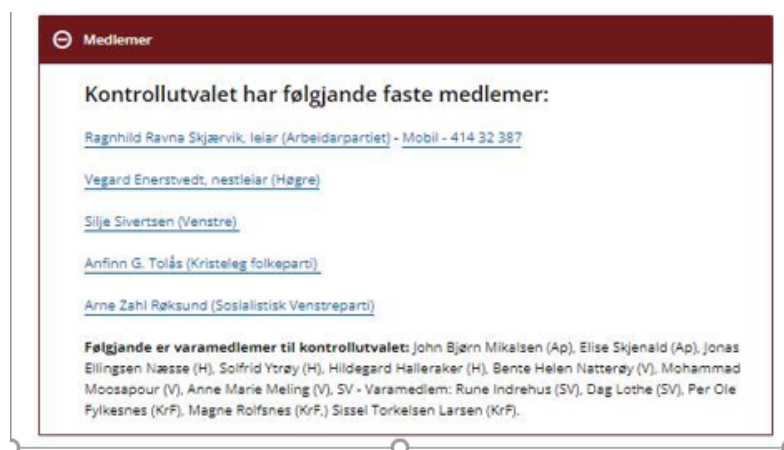 Medlemer
Kontrollutvalet har følgjande faste medlemer:
Ragnhild Ravna Skjærvik, leiar (Arbeidarpartiet) - Mobil - 414 32 387
Vegard Enerstvedt, nestleiar (Høgre)
Silje Sivertsen (Venstre)
Anfinn G. Tolås (Kristeleg folkeparti)
Arne Zahl Røksund (Sosialistisk Venstreparti)
Følgjande er varamedlemer til kontrollutvalet: John Bjørn Mikalsen (Ap), Elise Skjenald (Ap), Jonas
Ellingsen Næsse (H), Solfrid Ytrøy (H), Hildegard Halleraker (H), Bente Helen Natterøy (V), Mohammad
Moosapour (V), Anne Marie Meling (V), SV - Varamedlem: Rune Indrehus (SV), Dag Lothe (SV), Per Ole
Fylkesnes (KrF), Magne Rolfsnes (KrF,) Sissel Torkelsen Larsen (KrF).